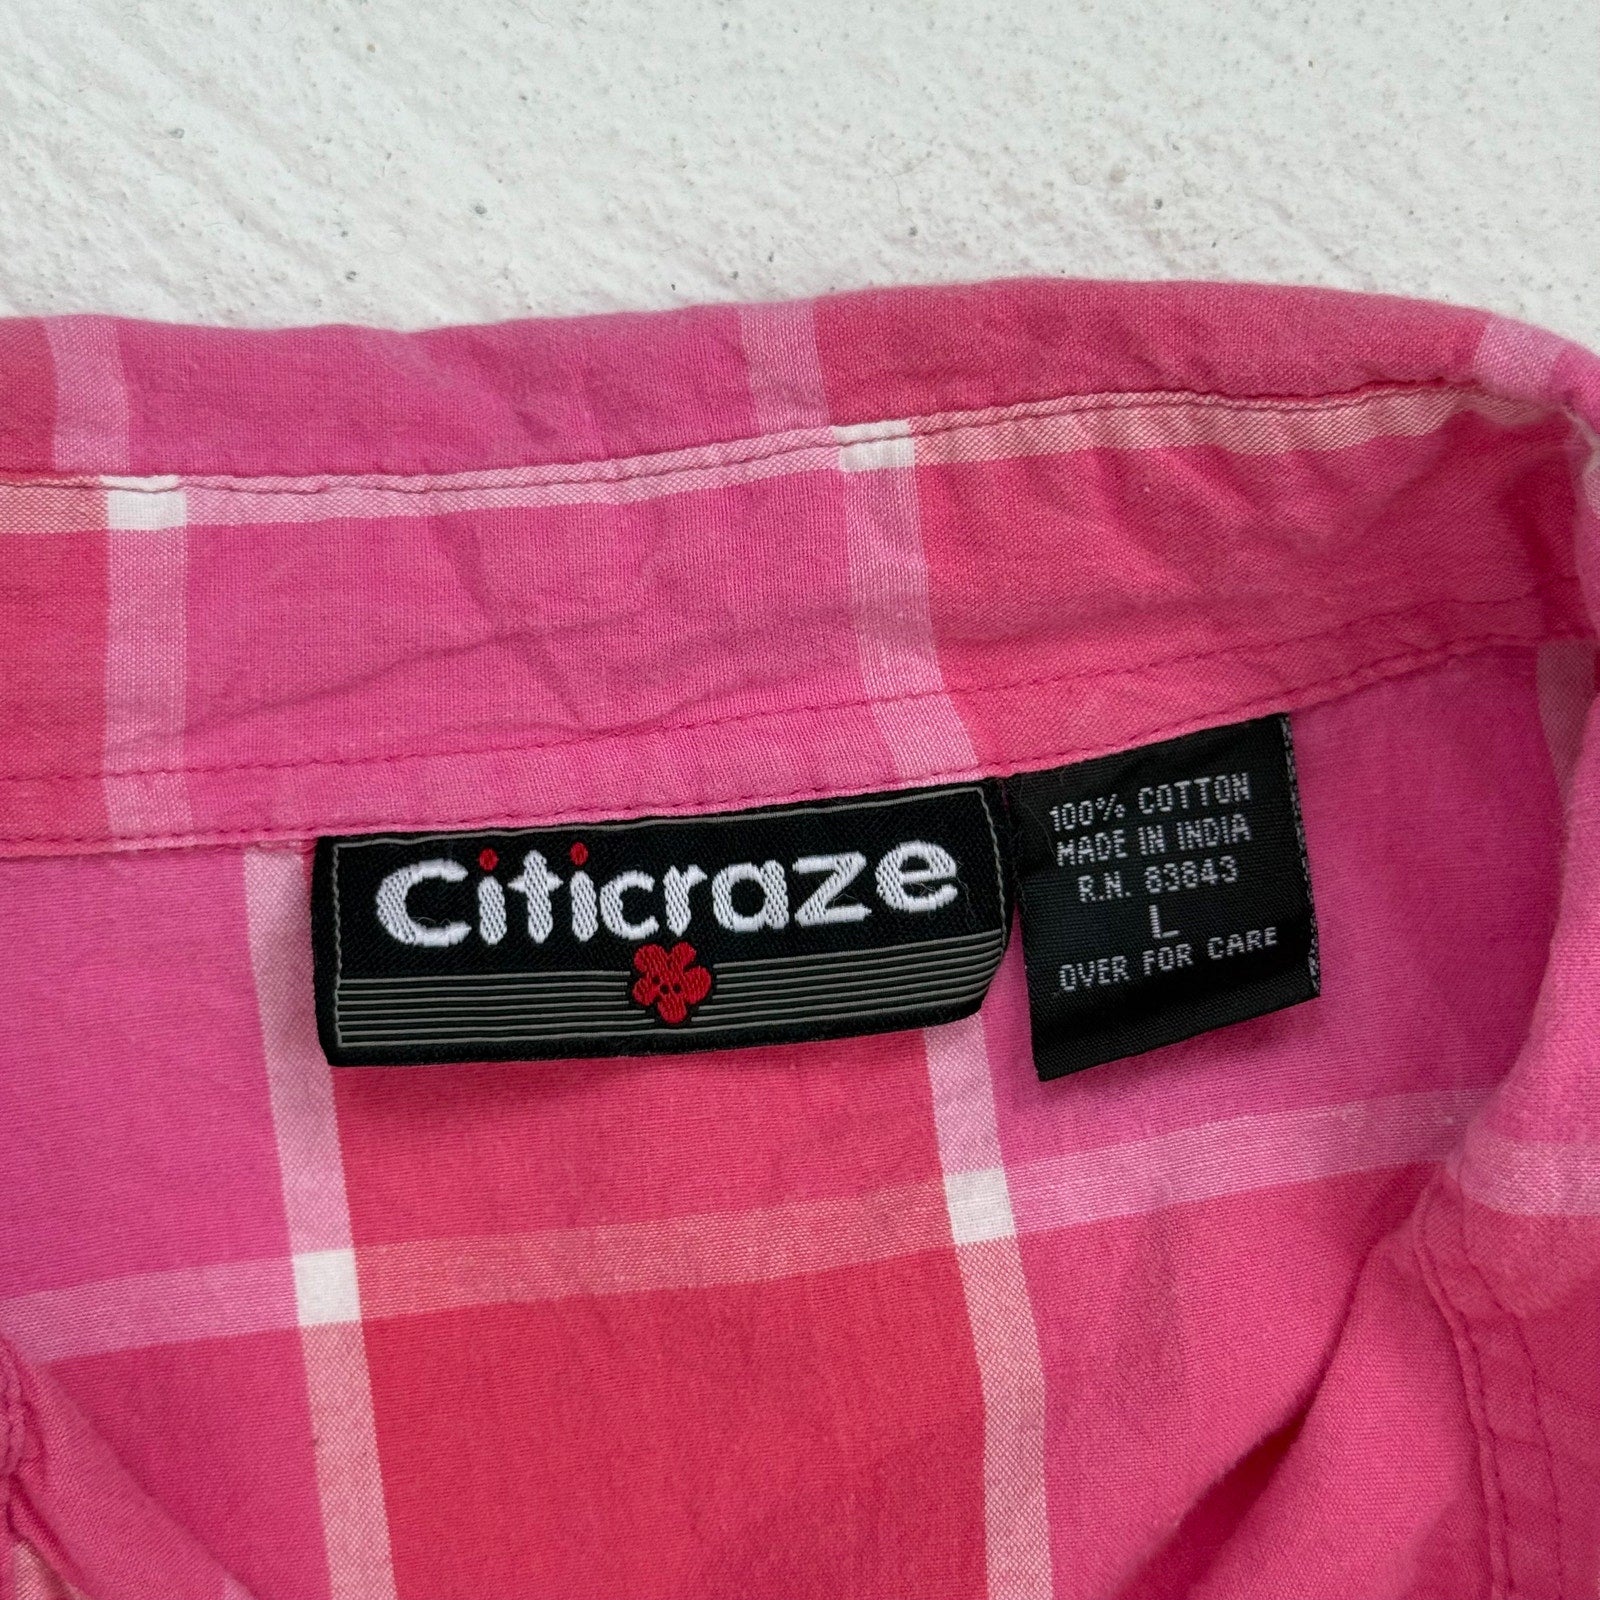 Citicraze
100% COTTON
MADE IN INDIA
R.N. 83843
L
OVER FOR CARE